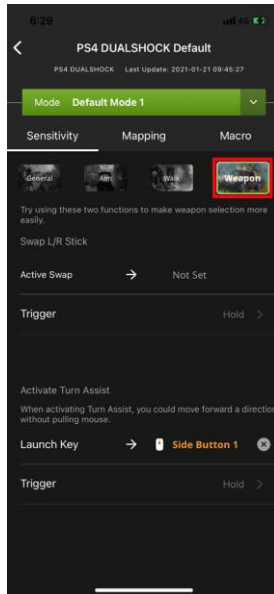 6:29
4G
PS4 DUALSHOCK Default
PS4 DUALSHOCK Last Update: 2021-01-21 09:45:27
Mode Default Mode 1
Sensitivity Mapping Macro
General Aim Walk Weapon
Try using these two functions to make weapon selection more
easily.
Swap L/R Stick
Active Swap → Not Set
Trigger Hold >
Activate Turn Assist
When activating Turn Assist, you could move forward a direction
without pulling mouse.
Launch Key → Side Button 1
Trigger Hold >